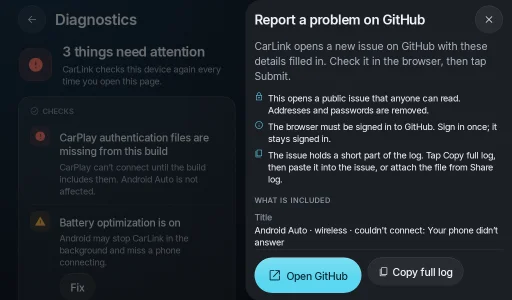 Diagnostics
3 things need attention
CarLink checks this device again every
time you open this page.
CHECKS
CarPlay authentication files are
missing from this build
CarPlay can't connect until the build
includes them. Android Auto is not
affected.
Battery optimization is on
Android may stop CarLink in the
background and miss a phone
connecting.
Fix
Report a problem on GitHub
CarLink opens a new issue on GitHub with these
details filled in. Check it in the browser, then tap
Submit.
This opens a public issue that anyone can read.
Addresses and passwords are removed.
The browser must be signed in to GitHub. Sign in once; it
stays signed in.
The issue holds a short part of the log. Tap Copy full log,
then paste it into the issue, or attach the file from Share
log.
WHAT IS INCLUDED
Title
Android Auto · wireless · couldn't connect: Your phone didn't
answer
Open GitHub
Copy full log